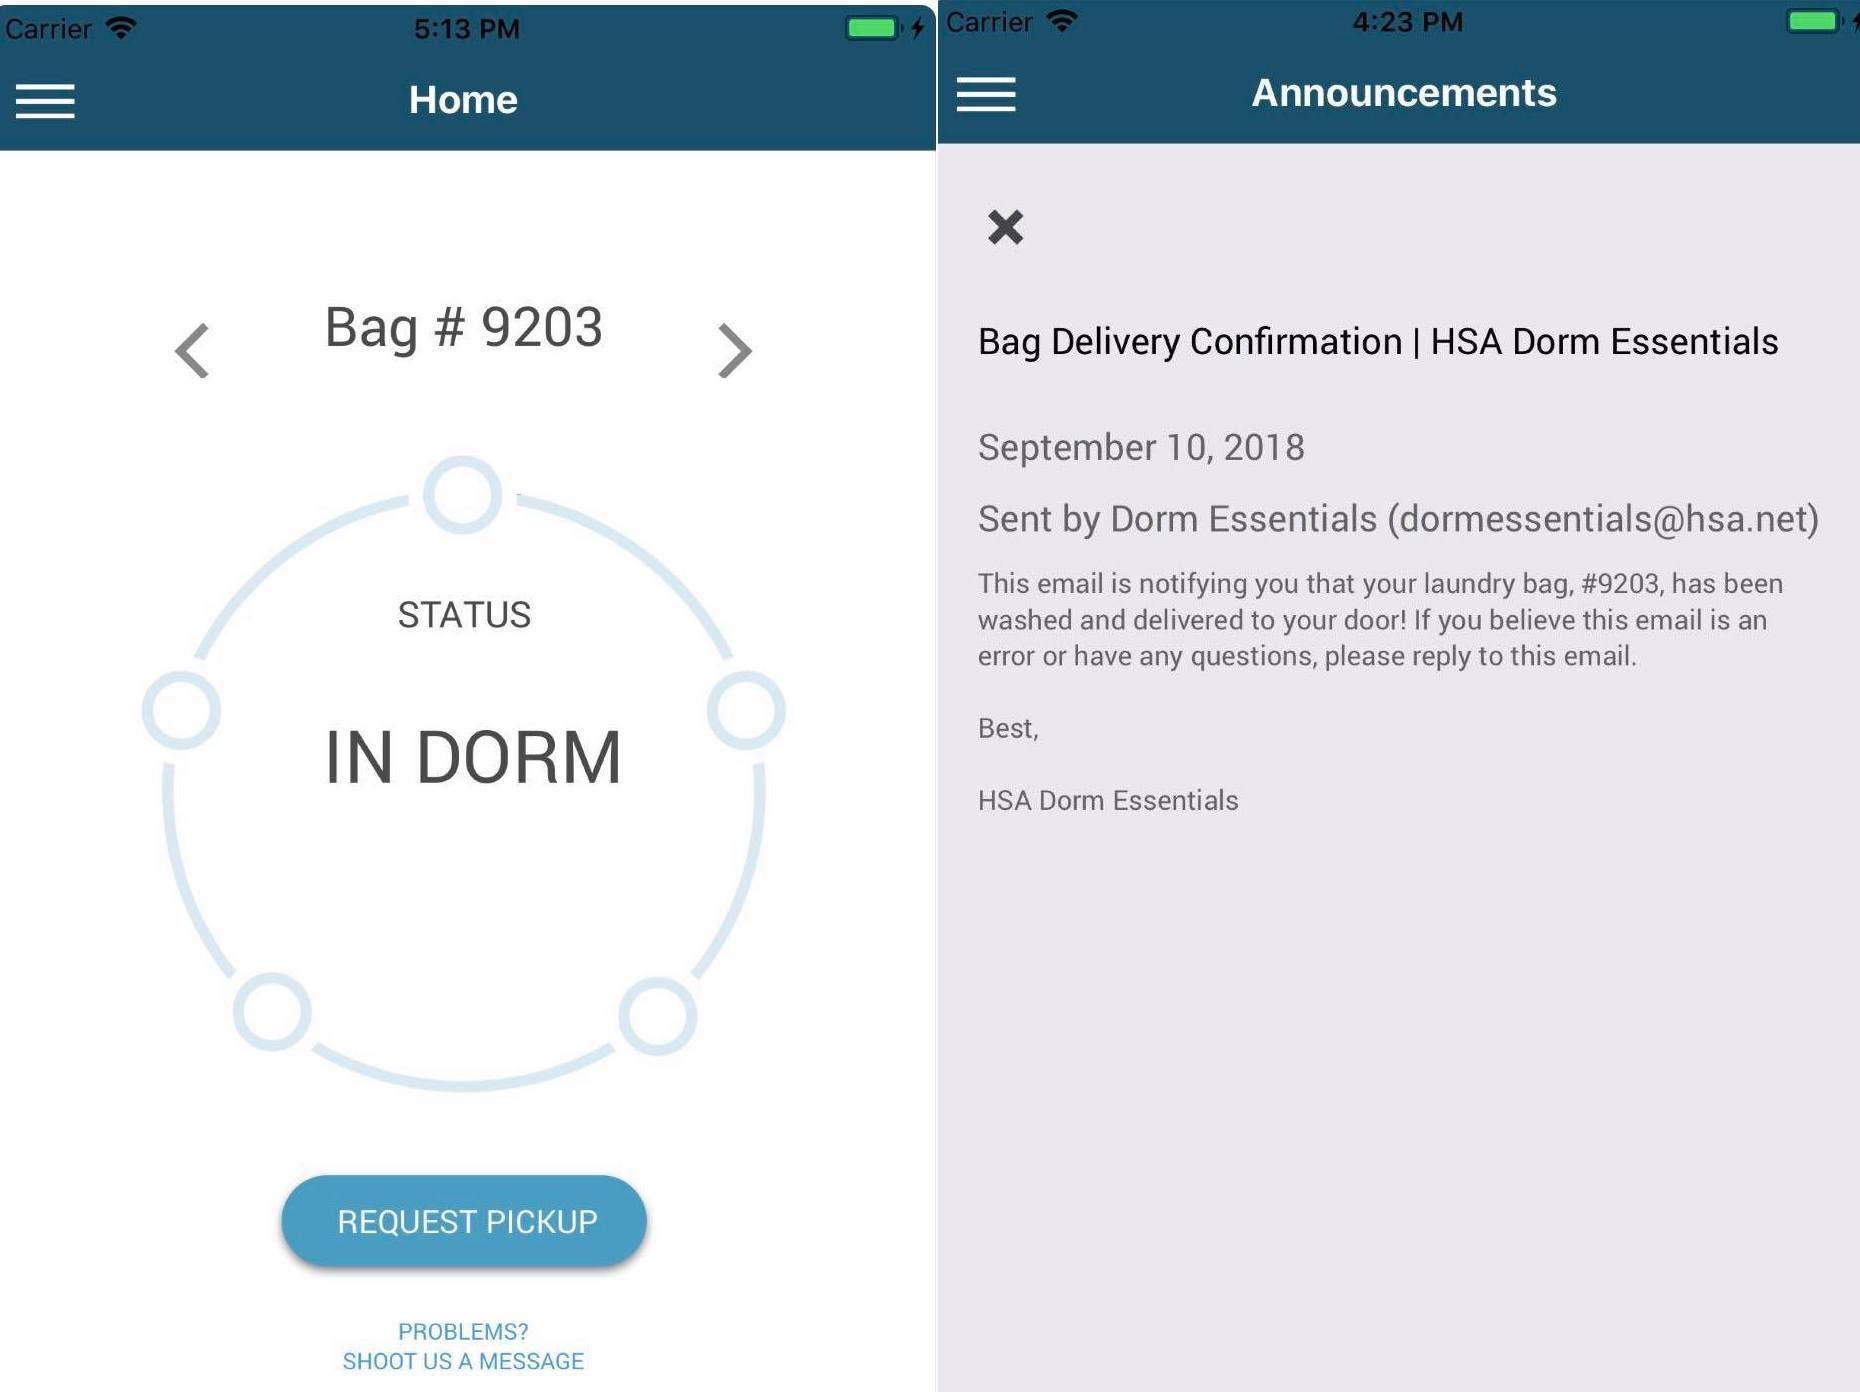 Carrier
5:13 PM
Home
Bag # 9203
STATUS
IN DORM
REQUEST PICKUP
PROBLEMS?
SHOOT US A MESSAGE
Carrier
4:23 PM
Announcements
Bag Delivery Confirmation | HSA Dorm Essentials
September 10, 2018
Sent by Dorm Essentials (dormessentials@hsa.net)
This email is notifying you that your laundry bag, #9203, has been
washed and delivered to your door! If you believe this email is an
error or have any questions, please reply to this email.
Best,
HSA Dorm Essentials